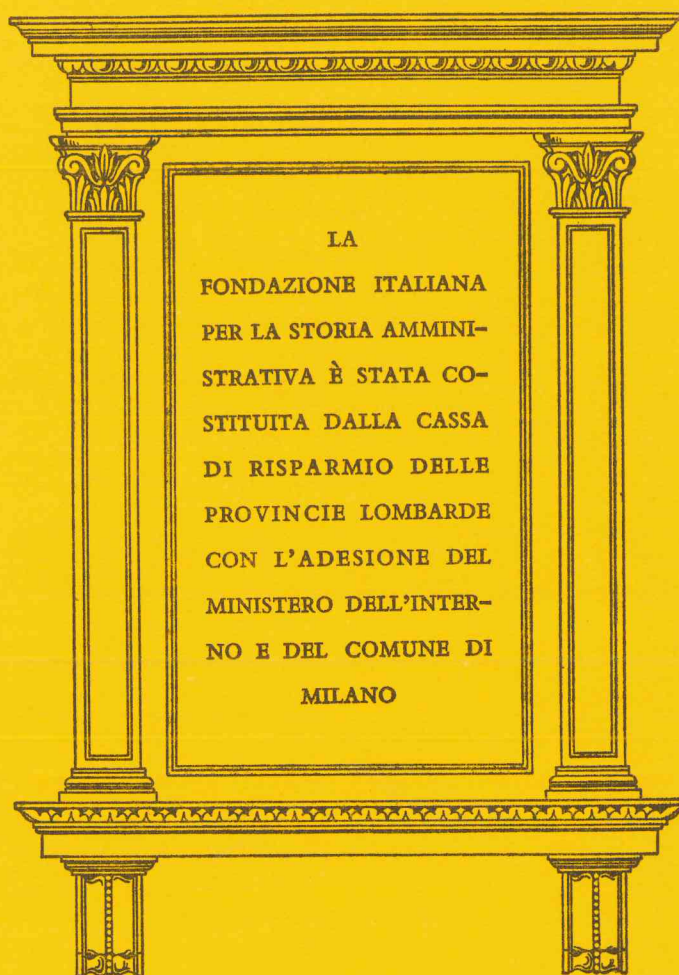 LA
FONDAZIONE ITALIANA
PER LA STORIA AMMINI–
STRATIVA È STATA CO–
STITUITA DALLA CASSA
DI RISPARMIO DELLE
PROVINCIE LOMBARDE
CON L'ADESIONE DEL
MINISTERO DELL'INTER–
NO E DEL COMUNE DI
MILANO